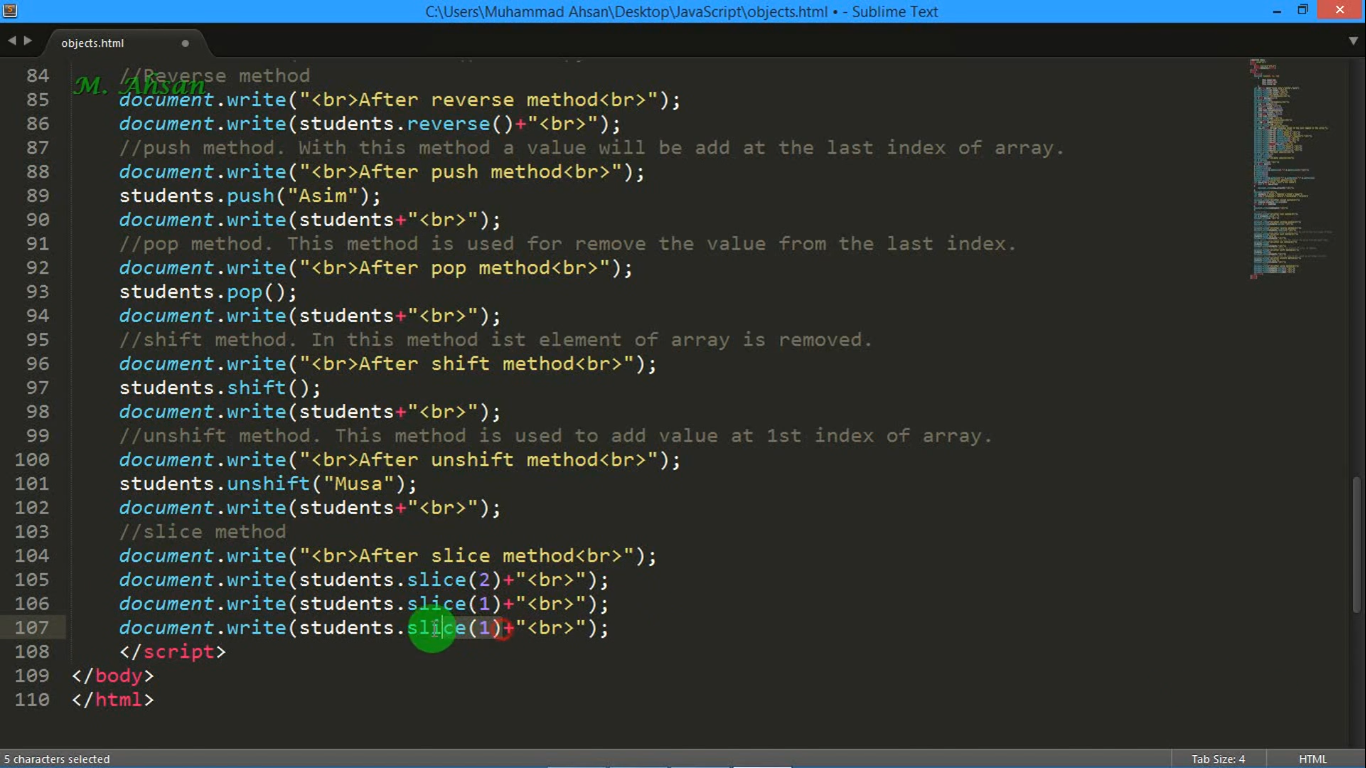 C:\Users\Muhammad Ahsan\Desktop\JavaScript\objects.html • - Sublime Text
objects.html
M. Ahsan
84 //Reverse method
85 document.write("<br>After reverse method<br>");
86 document.write(students.reverse()+"<br>");
87 //push method. With this method a value will be add at the last index of array.
88 document.write("<br>After push method<br>");
89 students.push("Asim");
90 document.write(students+"<br>");
91 //pop method. This method is used for remove the value from the last index.
92 document.write("<br>After pop method<br>");
93 students.pop();
94 document.write(students+"<br>");
95 //shift method. In this method ist element of array is removed.
96 document.write("<br>After shift method<br>");
97 students.shift();
98 document.write(students+"<br>");
99 //unshift method. This method is used to add value at 1st index of array.
100 document.write("<br>After unshift method<br>");
101 students.unshift("Musa");
102 document.write(students+"<br>");
103 //slice method
104 document.write("<br>After slice method<br>");
105 document.write(students.slice(2)+"<br>");
106 document.write(students.slice(1)+"<br>");
107 document.write(students.slice(1)+"<br>");
108 </script>
109 </body>
110 </html>
5 characters selected
Tab Size: 4
HTML